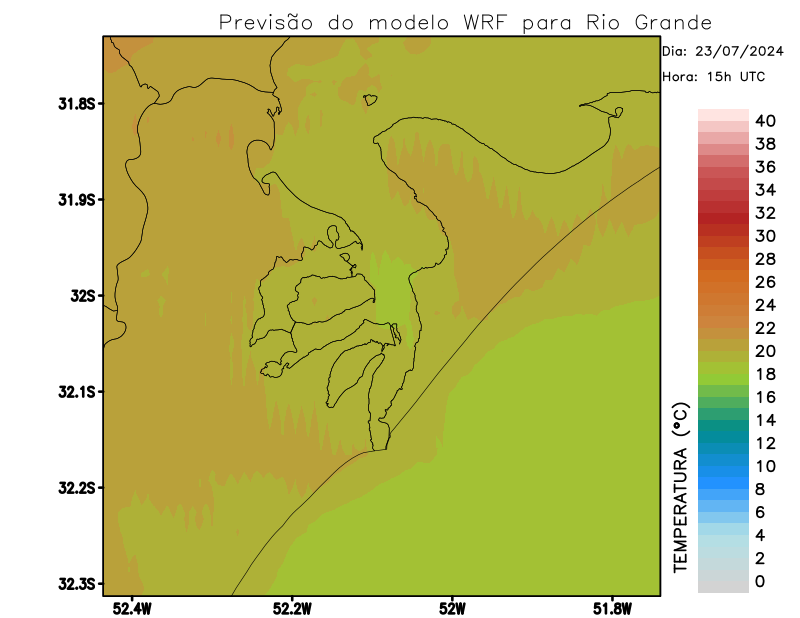 Previsão do modelo WRF para Rio Grande
Dia: 23/07/2024
Hora: 15h UTC
31.8S
31.9S
32S
32.1S
32.2S
32.3S
52.4W
52.2W
52W
51.8W
TEMPERATURA (°C)
40
38
36
34
32
30
28
26
24
22
20
18
16
14
12
10
8
6
4
2
0